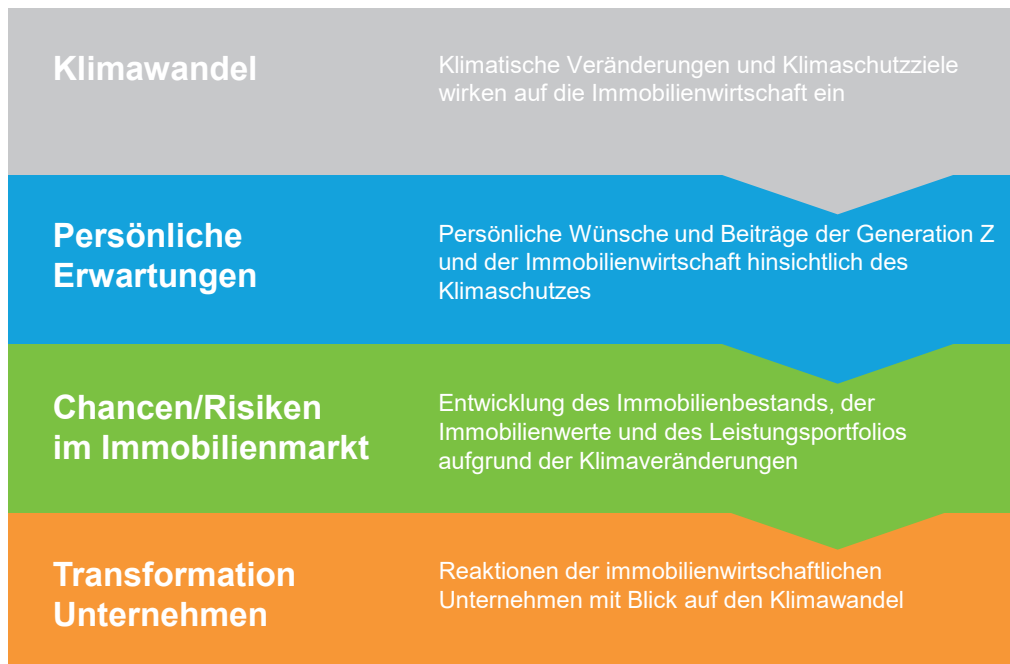 Klimawandel
Klimatische Veränderungen und Klimaschutzziele
wirken auf die Immobilienwirtschaft ein
Persönliche
Erwartungen
Persönliche Wünsche und Beiträge der Generation Z
und der Immobilienwirtschaft hinsichtlich des
Klimaschutzes
Chancen/Risiken
im Immobilienmarkt
Entwicklung des Immobilienbestands, der
Immobilienwerte und des Leistungsportfolios
aufgrund der Klimaveränderungen
Transformation
Unternehmen
Reaktionen der immobilienwirtschaftlichen
Unternehmen mit Blick auf den Klimawandel